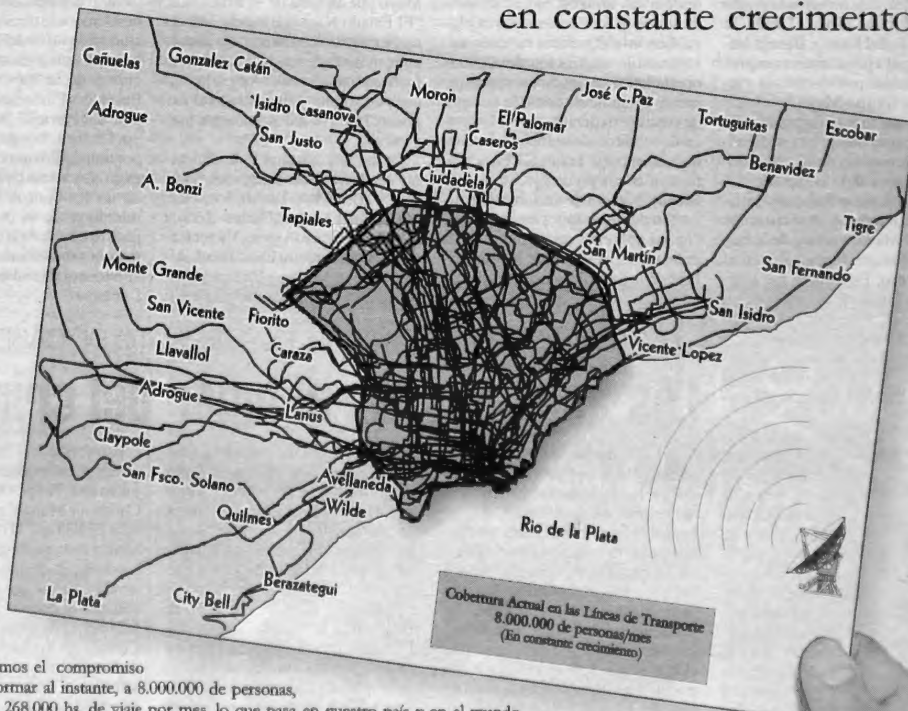 en constante crecimento
Cañuelas
Gonzalez Catán
Adrogue
Isidro Casanova
Moron
José C. Paz
San Justo
El Palomar
Caseros
Tortuguitas
Escobar
A. Bonzi
Ciudadela
Benavidez
Tapiales
Tigre
San Martín
San Fernando
Monte Grande
San Vicente
Fiorito
San Isidro
Llavallol
Caraza
Vicente Lopez
Adrogue
Lanus
Claypole
San Fsco. Solano
Avellaneda
Quilmes
Wilde
Rio de la Plata
Berazategui
La Plata
City Bell
Cobertura Actual en las Líneas de Transporte
8.000.000 de personas/mes
(En constante crecimiento)
mos el compromiso
ormar al instante, a 8.000.000 de personas,
268.000 hs. de viaje por mes, lo que pasa en nuestro país y en el mundo